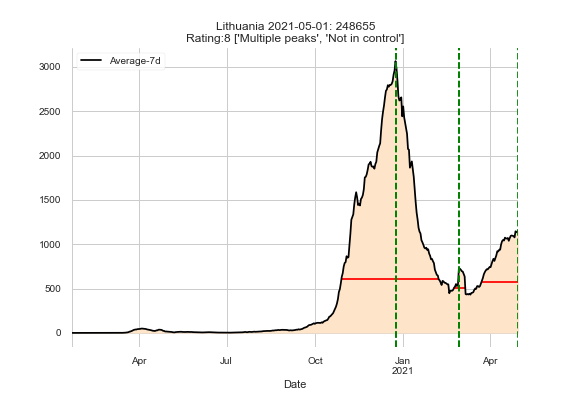 Lithuania 2021-05-01: 248655
Rating:8 ['Multiple peaks', 'Not in control']
Average-7d
3000
2500
2000
1500
1000
500
0
Apr
Jul
Oct
Jan
2021
Apr
Date